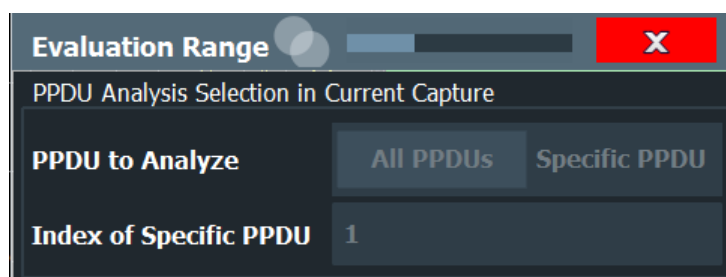 Evaluation Range X
PPDU Analysis Selection in Current Capture
PPDU to Analyze All PPDUs Specific PPDU
Index of Specific PPDU 1